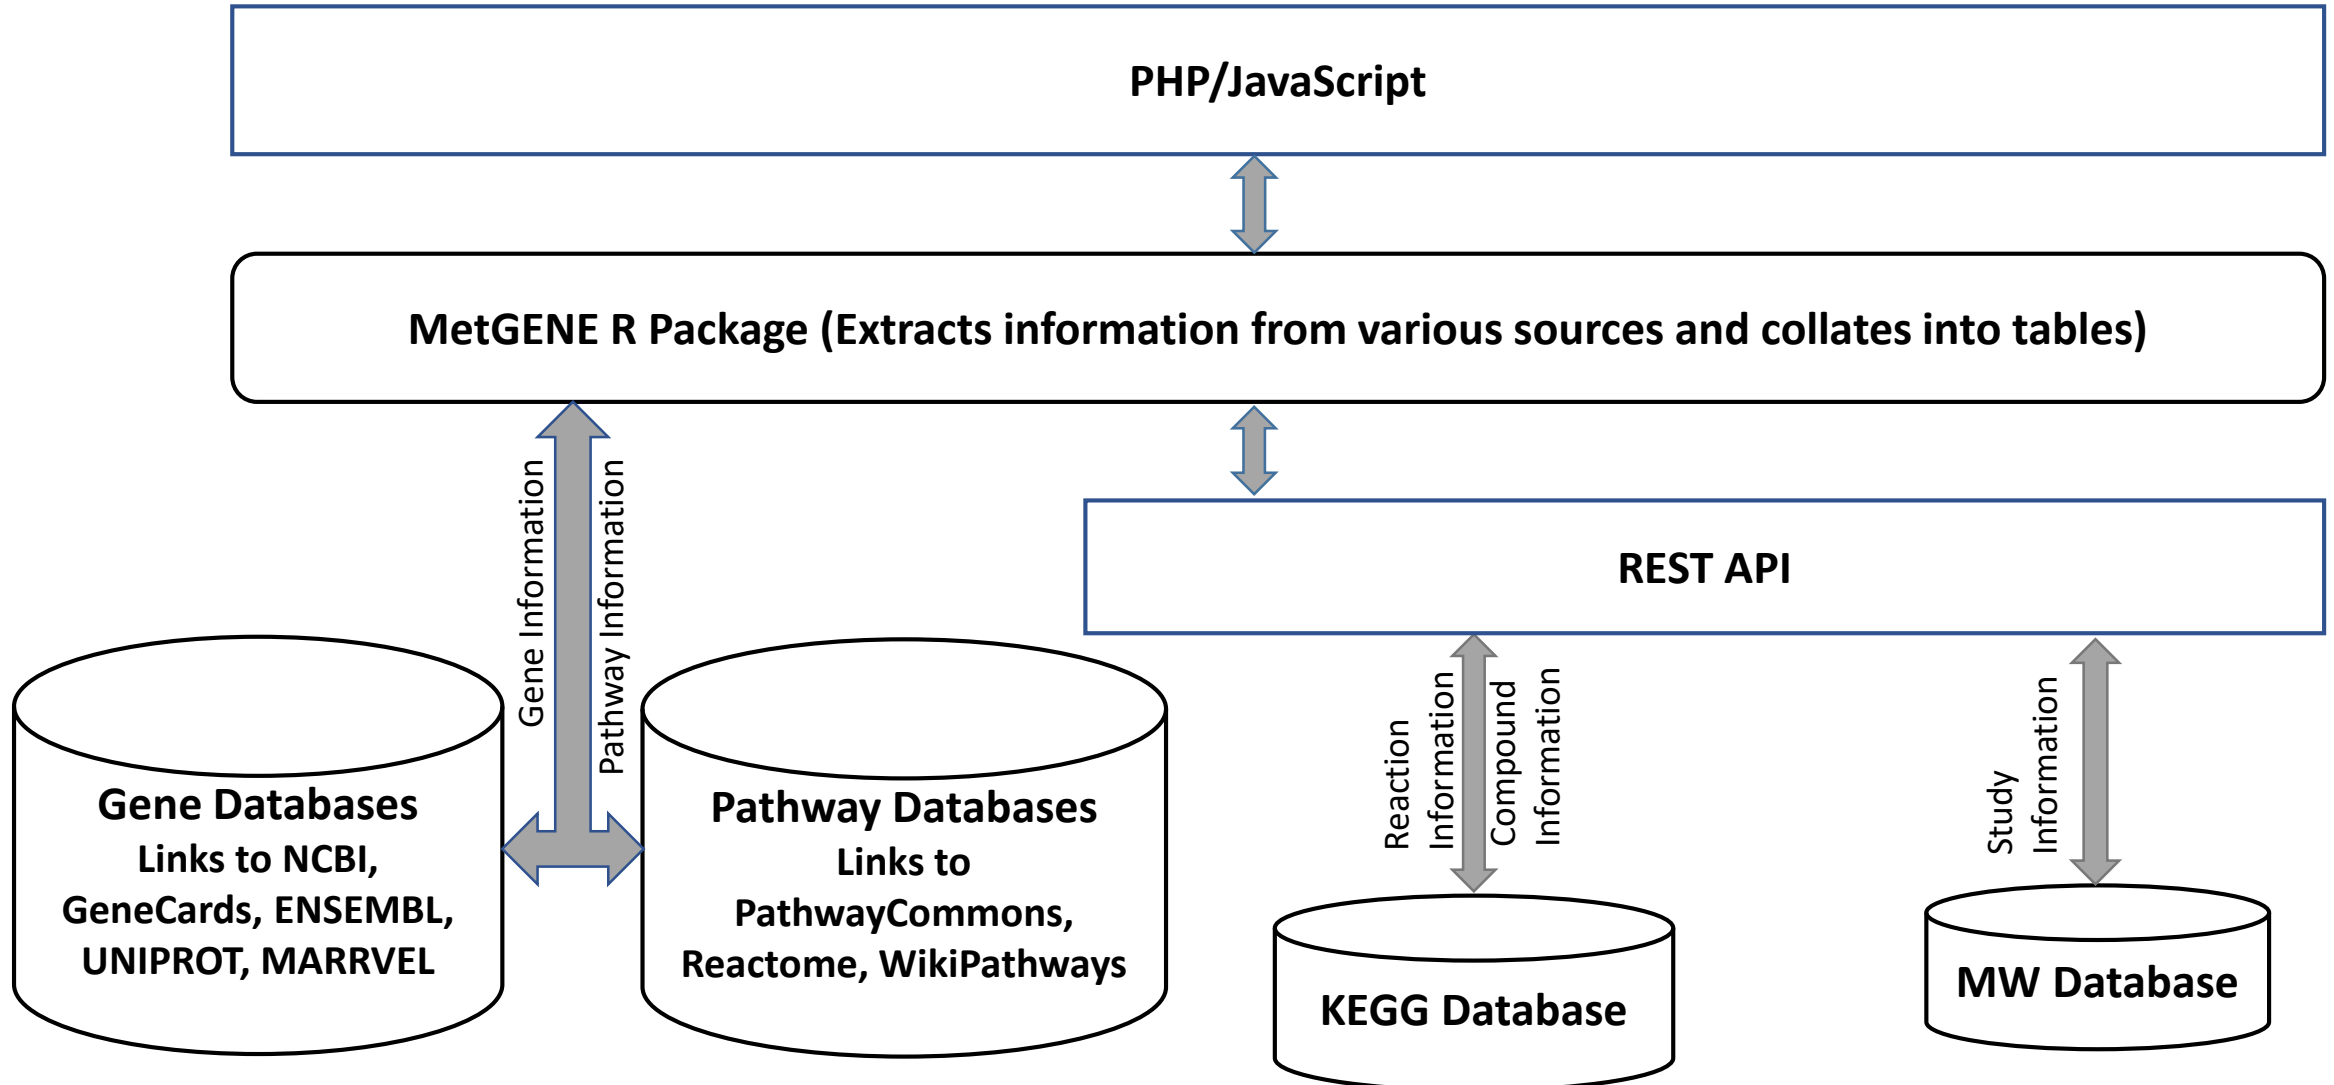 PHP/JavaScript
MetGENE R Package (Extracts information from various sources and collates into tables)
Gene Information
Pathway Information
REST API
Reaction
Information
Compound
Information
Study
Information
Gene Databases
Links to NCBI,
GeneCards, ENSEMBL,
UNIPROT, MARRVEL
Pathway Databases
Links to
PathwayCommons,
Reactome, WikiPathways
KEGG Database
MW Database